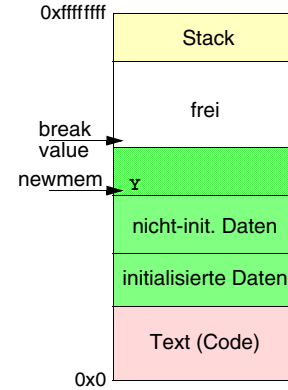 0xffffffff
Stack
frei
break
value
newmem
Y
nicht-init. Daten
initialisierte Daten
Text (Code)
0x0